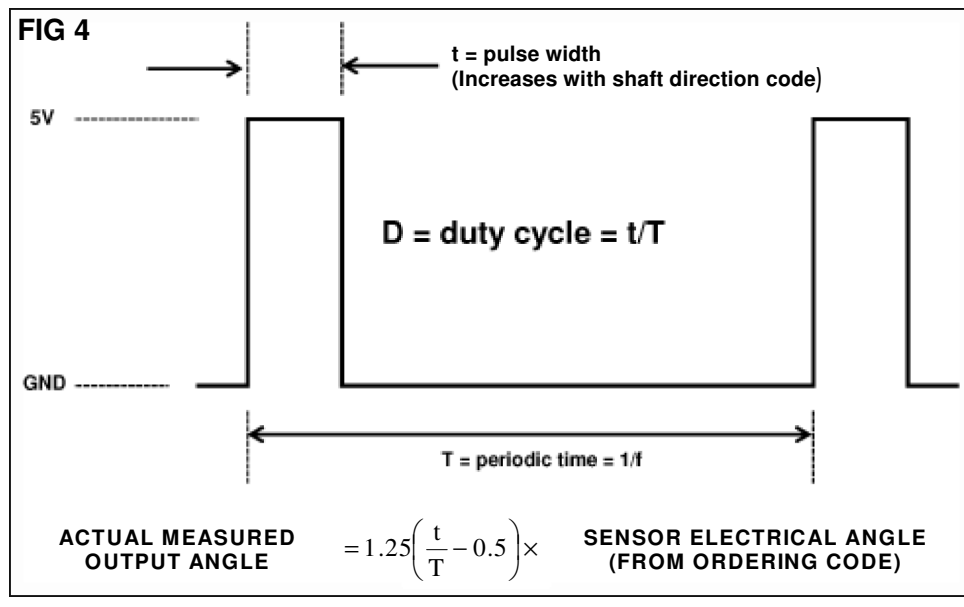 FIG 4
t = pulse width
(Increases with shaft direction code)
5V
D = duty cycle = t/T
GND
T = periodic time = 1/f
ACTUAL MEASURED
OUTPUT ANGLE
= 1.25(t/T − 0.5)×
SENSOR ELECTRICAL ANGLE
(FROM ORDERING CODE)